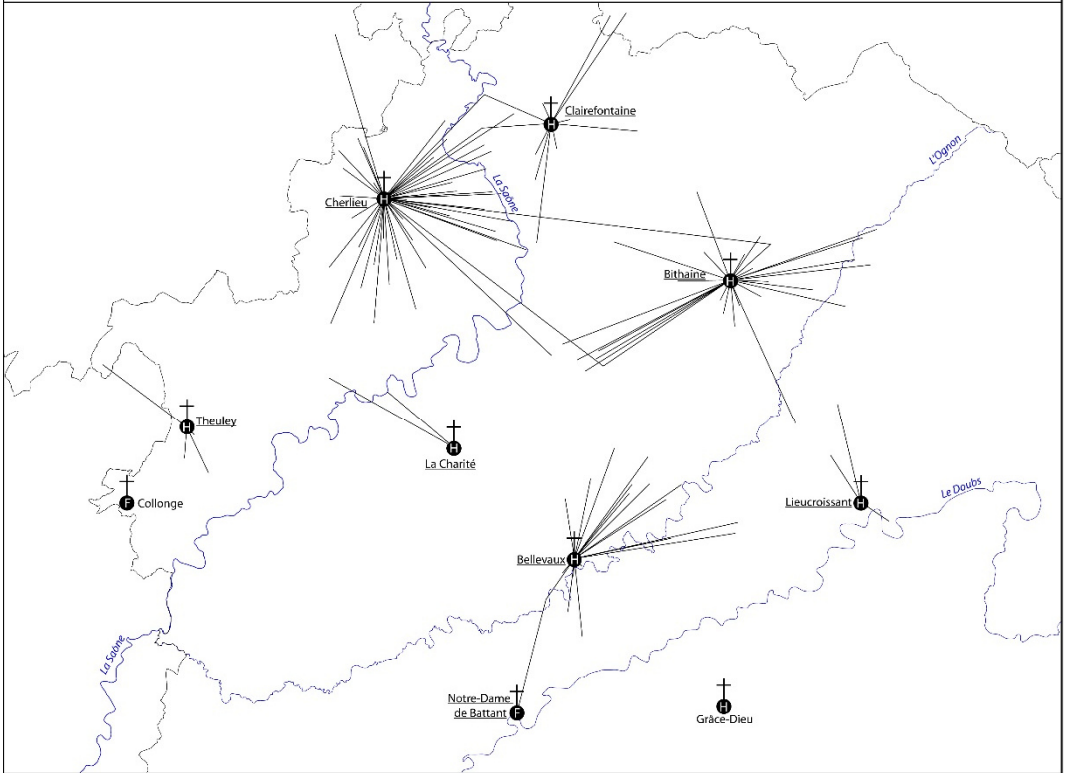 Clairefontaine
H
L'Ognon
La Saône
Cherlieu
H
Bithaine
H
Theuley
H
La Charité
H
Collonge
F
Lieucroissant
H
Le Doubs
Bellevaux
H
La Saône
Notre-Dame
de Battant
F
Grâce-Dieu
H